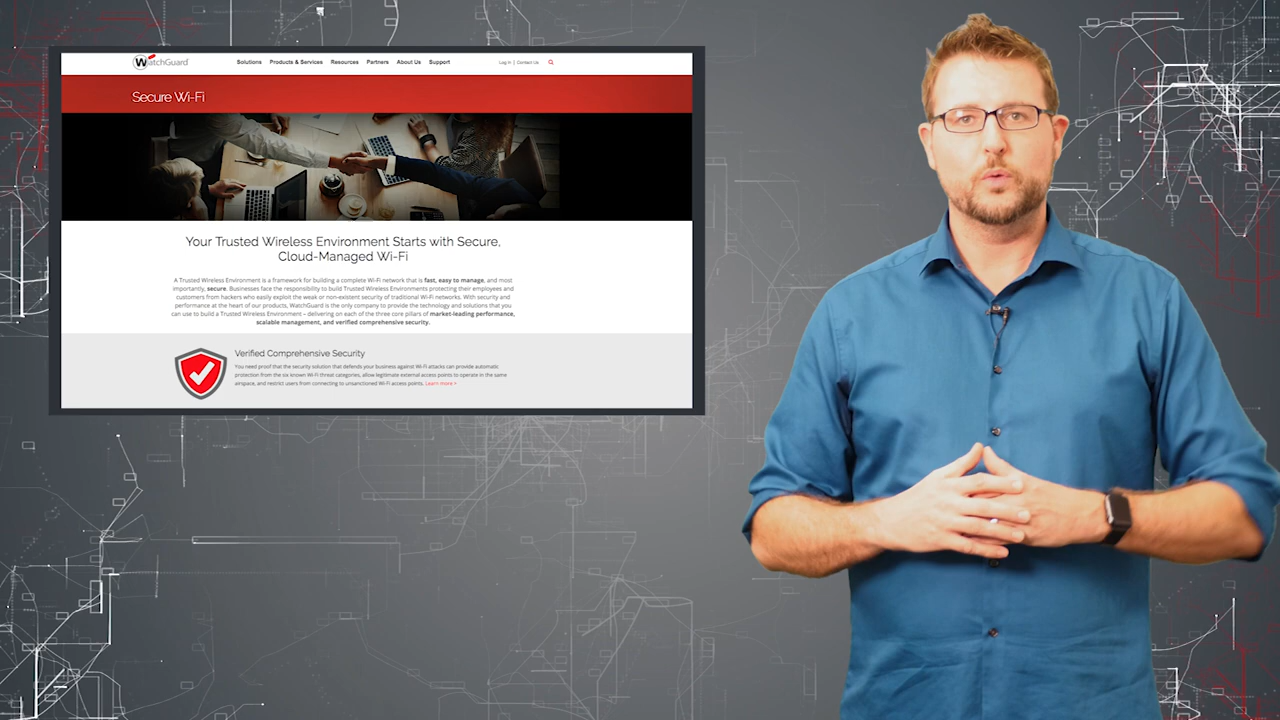 WatchGuard
Solutions Products & Services Resources Partners About Us Support Log In | Contact Us
Secure Wi-Fi
Your Trusted Wireless Environment Starts with Secure,
Cloud-Managed Wi-Fi
A Trusted Wireless Environment is a framework for building a complete Wi-Fi network that is fast, easy to manage, and most
importantly, secure. Businesses face the responsibility to build Trusted Wireless Environments protecting their employees and
customers from hackers who easily exploit the weak or non-existent security of traditional Wi-Fi networks. With security and
performance at the heart of our products, WatchGuard is the only company to provide the technology and solutions that you
can use to build a Trusted Wireless Environment – delivering on each of the three core pillars of market-leading performance,
scalable management, and verified comprehensive security.
Verified Comprehensive Security
You need proof that the security solution that defends your business against Wi-Fi attacks can provide automatic
protection from the six known Wi-Fi threat categories, allow legitimate external access points to operate in the same
airspace, and restrict users from connecting to unsanctioned Wi-Fi access points. Learn more >